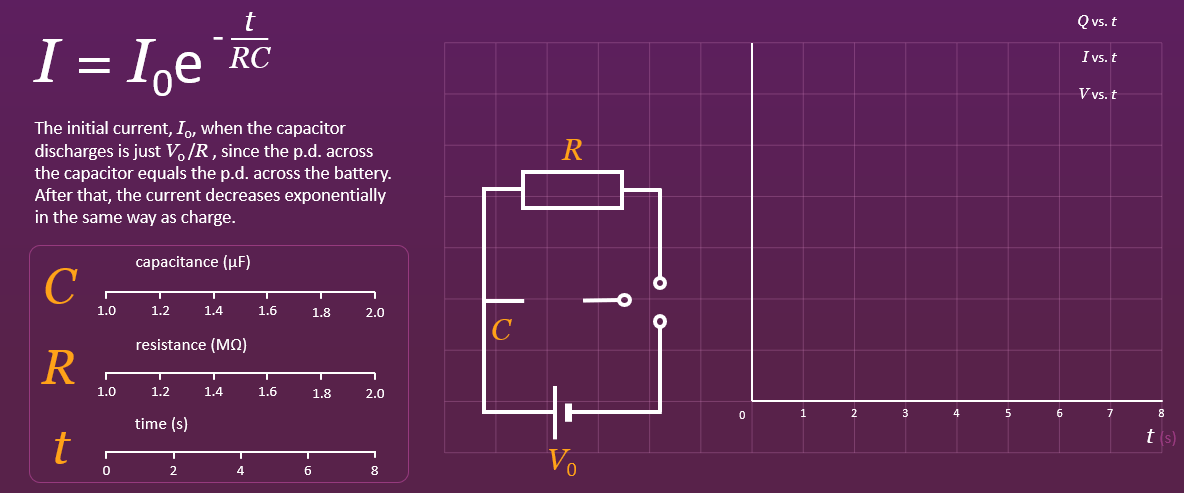 I = I₀e^-t/RC
The initial current, I₀, when the capacitor
discharges is just V₀/R , since the p.d. across
the capacitor equals the p.d. across the battery.
After that, the current decreases exponentially
in the same way as charge.
C
capacitance (μF)
1.0 1.2 1.4 1.6 1.8 2.0
R
resistance (MΩ)
1.0 1.2 1.4 1.6 1.8 2.0
t
time (s)
0 2 4 6 8
R
C
V₀
Q vs. t
I vs. t
V vs. t
0 1 2 3 4 5 6 7 8
t (s)